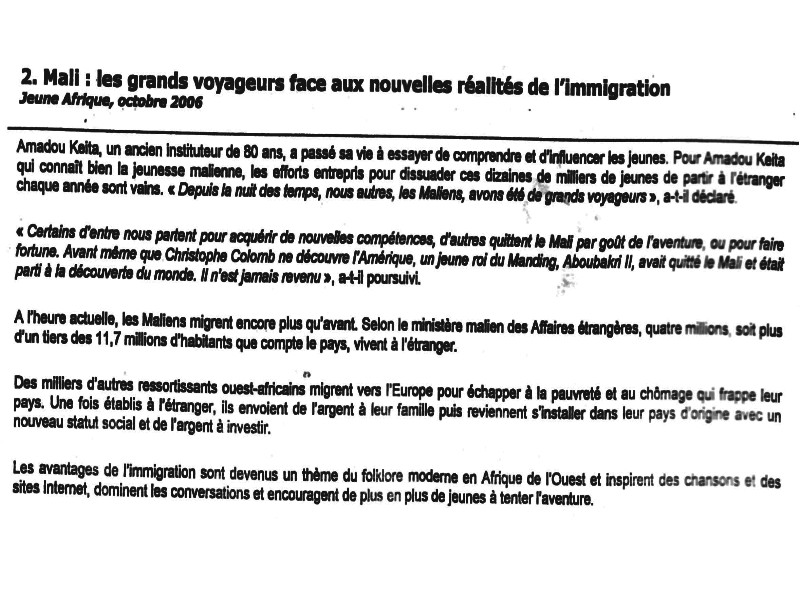 2. Mali : les grands voyageurs face aux nouvelles réalités de l'immigration
Jeune Afrique, octobre 2006
Amadou Keita, un ancien instituteur de 80 ans, a passé sa vie à essayer de comprendre et d'influencer les jeunes. Pour Amadou Keita
qui connaît bien la jeunesse malienne, les efforts entrepris pour dissuader ces dizaines de milliers de jeunes de partir à l'étranger
chaque année sont vains. « Depuis la nuit des temps, nous autres, les Maliens, avons été de grands voyageurs », a-t-il déclaré.
« Certains d'entre nous partent pour acquérir de nouvelles compétences, d'autres quittent le Mali par goût de l'aventure, ou pour faire
fortune. Avant même que Christophe Colomb ne découvre l'Amérique, un jeune roi du Manding, Aboubakri II, avait quitté le Mali et était
parti à la découverte du monde. Il n'est jamais revenu », a-t-il poursuivi.
A l'heure actuelle, les Maliens migrent encore plus qu'avant. Selon le ministère malien des Affaires étrangères, quatre millions, soit plus
d'un tiers des 11,7 millions d'habitants que compte le pays, vivent à l'étranger.
Des milliers d'autres ressortissants ouest-africains migrent vers l'Europe pour échapper à la pauvreté et au chômage qui frappe leur
pays. Une fois établis à l'étranger, ils envoient de l'argent à leur famille puis reviennent s'installer dans leur pays d'origine avec un
nouveau statut social et de l'argent à investir.
Les avantages de l'immigration sont devenus un thème du folklore moderne en Afrique de l'Ouest et inspirent des chansons et des
sites Internet, dominent les conversations et encouragent de plus en plus de jeunes à tenter l'aventure.